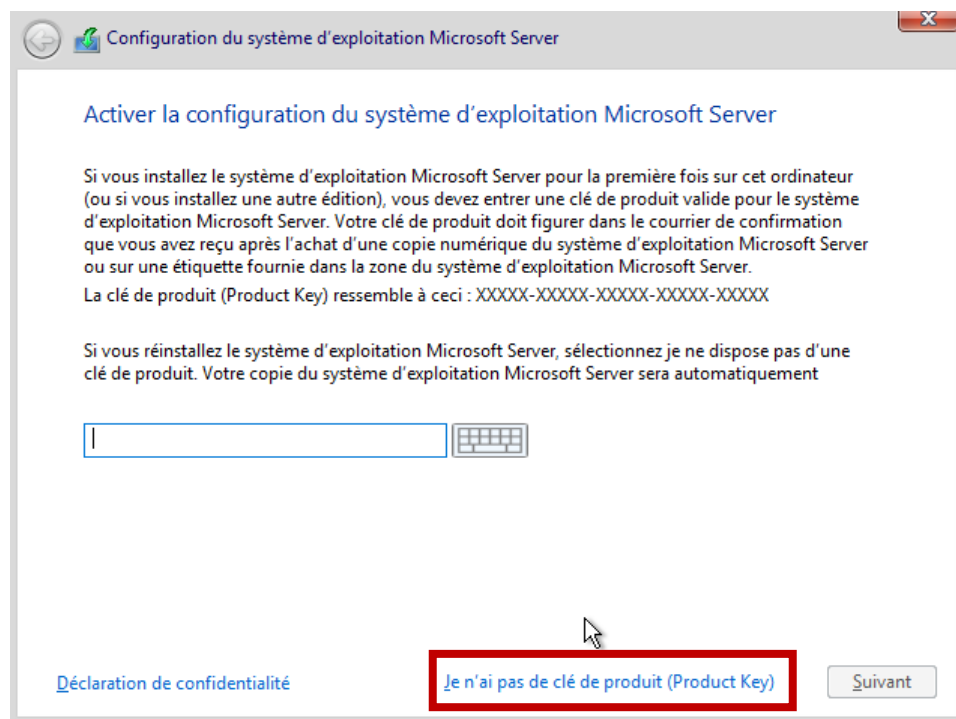 Configuration du système d'exploitation Microsoft Server
Activer la configuration du système d'exploitation Microsoft Server
Si vous installez le système d'exploitation Microsoft Server pour la première fois sur cet ordinateur
(ou si vous installez une autre édition), vous devez entrer une clé de produit valide pour le système
d'exploitation Microsoft Server. Votre clé de produit doit figurer dans le courrier de confirmation
que vous avez reçu après l'achat d'une copie numérique du système d'exploitation Microsoft Server
ou sur une étiquette fournie dans la zone du système d'exploitation Microsoft Server.
La clé de produit (Product Key) ressemble à ceci : XXXXX-XXXXX-XXXXX-XXXXX-XXXXX
Si vous réinstallez le système d'exploitation Microsoft Server, sélectionnez je ne dispose pas d'une
clé de produit. Votre copie du système d'exploitation Microsoft Server sera automatiquement
Déclaration de confidentialité
Je n'ai pas de clé de produit (Product Key)
Suivant